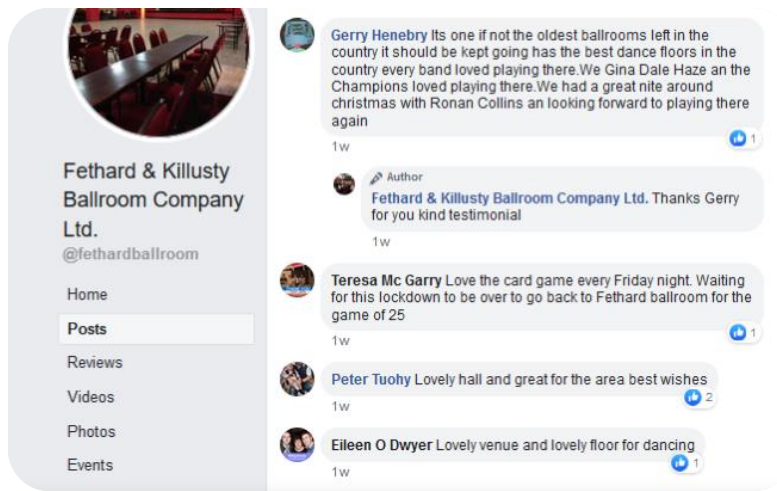 Fethard & Killusty
Ballroom Company
Ltd.
@fethardballroom
Home
Posts
Reviews
Videos
Photos
Events
Gerry Henebry Its one if not the oldest ballrooms left in the
country it should be kept going has the best dance floors in the
country every band loved playing there.We Gina Dale Haze an the
Champions loved playing there.We had a great nite around
christmas with Ronan Collins an looking forward to playing there
again
1
1w
Author
Fethard & Killusty Ballroom Company Ltd. Thanks Gerry
for you kind testimonial
1w
Teresa Mc Garry Love the card game every Friday night. Waiting
for this lockdown to be over to go back to Fethard ballroom for the
game of 25
1
1w
Peter Tuohy Lovely hall and great for the area best wishes
2
1w
Eileen O Dwyer Lovely venue and lovely floor for dancing
1
1w